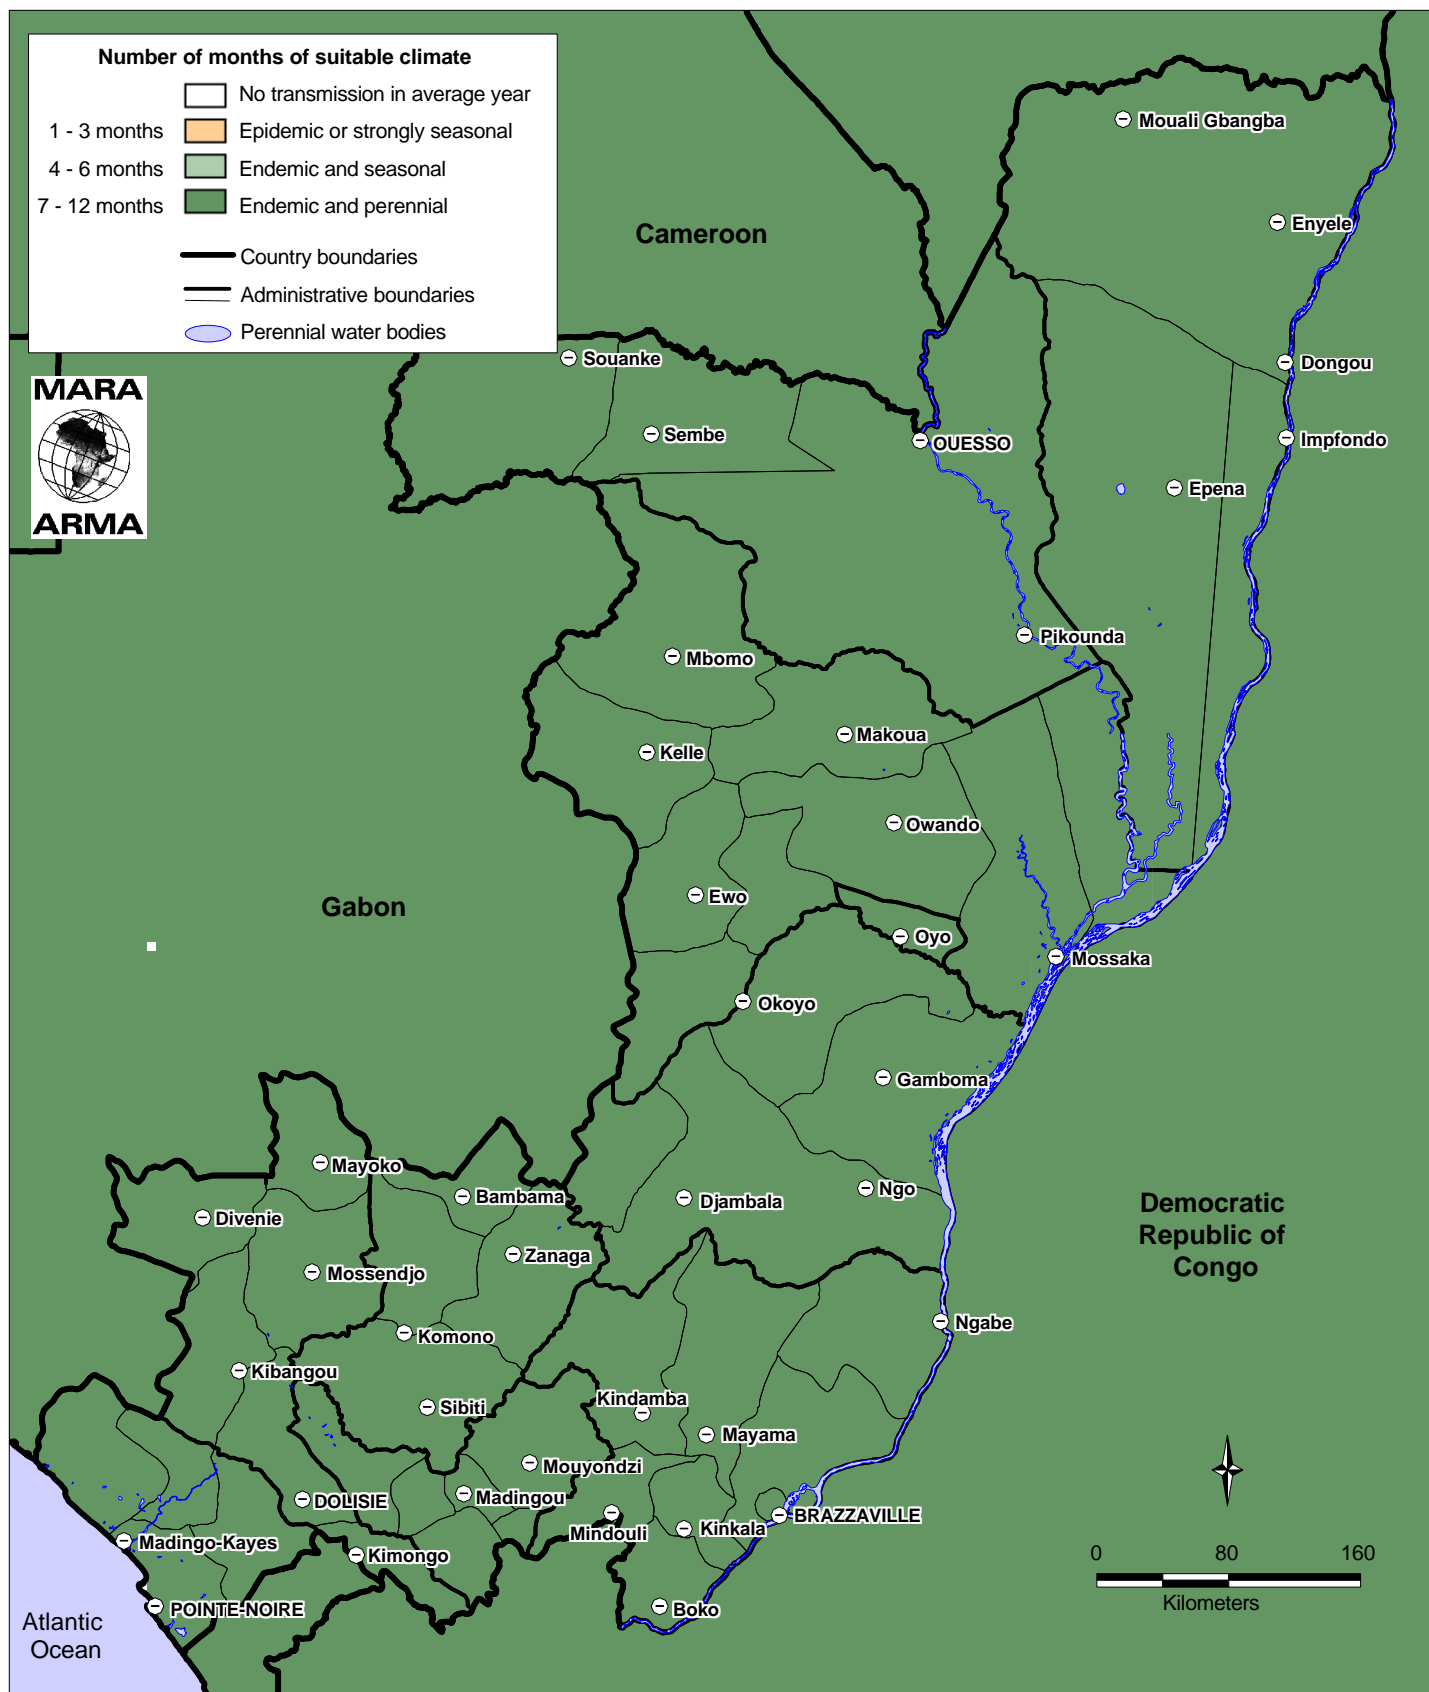 Number of months of suitable climate
No transmission in average year
1 - 3 months Epidemic or strongly seasonal
4 - 6 months Endemic and seasonal
7 - 12 months Endemic and perennial
Country boundaries
Administrative boundaries
Perennial water bodies
MARA
ARMA
Cameroon
Mouali Gbangba
Enyele
Souanke
Dongou
Sembe
OUESSO
Impfondo
Epena
Pikounda
Mbomo
Makoua
Kelle
Owando
Ewo
Gabon
Oyo
Mossaka
Okoyo
Gamboma
Mayoko
Bambama
Ngo
Djambala
Divenie
Democratic
Republic of
Congo
Zanaga
Mossendjo
Ngabe
Komono
Kibangou
Kindamba
Sibiti
Mayama
Mouyondzi
Madingou
DOLISIE
BRAZZAVILLE
Mindouli
Kinkala
Madingo-Kayes
Kimongo
0 80 160
Kilometers
POINTE-NOIRE
Boko
Atlantic
Ocean